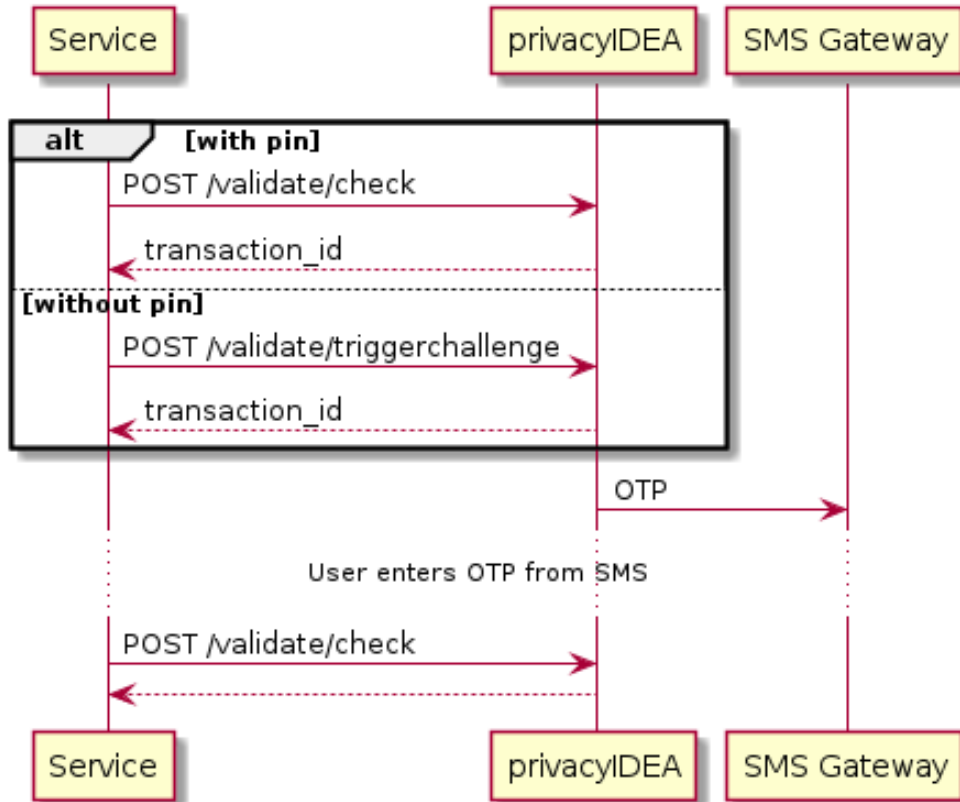 Service privacyIDEA SMS Gateway
alt [with pin]
POST /validate/check
transaction_id
[without pin]
POST /validate/triggerchallenge
transaction_id
OTP
User enters OTP from SMS
POST /validate/check
Service privacyIDEA SMS Gateway